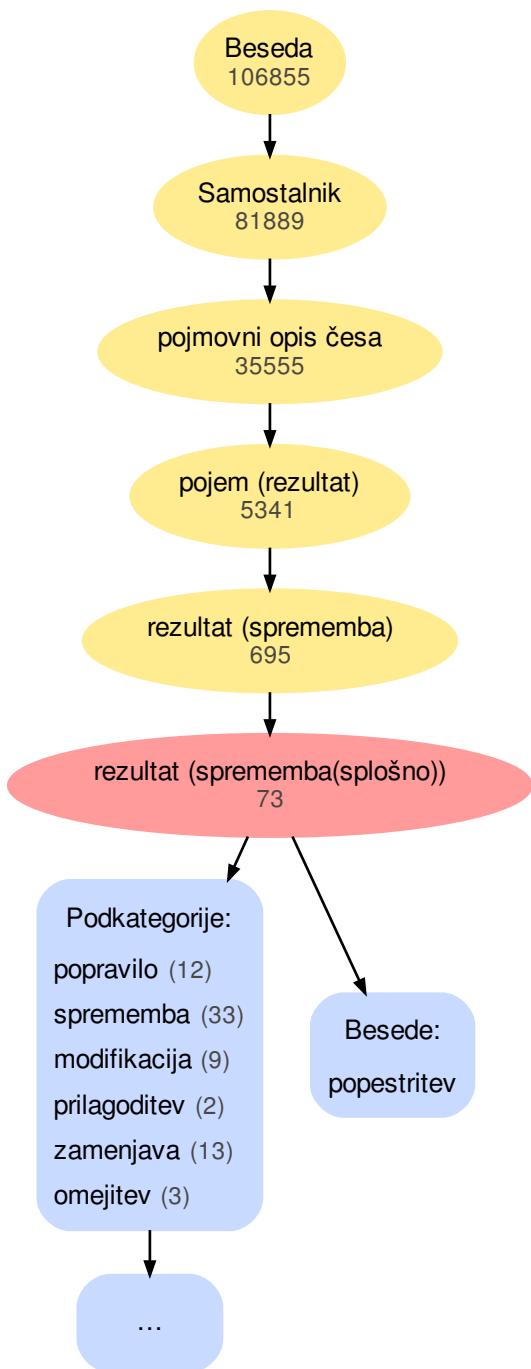 Beseda
106855
Samostalnik
81889
pojmovni opis česa
35555
pojem (rezultat)
5341
rezultat (sprememba)
695
rezultat (sprememba(splošno))
73
Podkategorije:
popravilo (12)
sprememba (33)
modifikacija (9)
prilagoditev (2)
zamenjava (13)
omejitev (3)
Besede:
popestritev
...